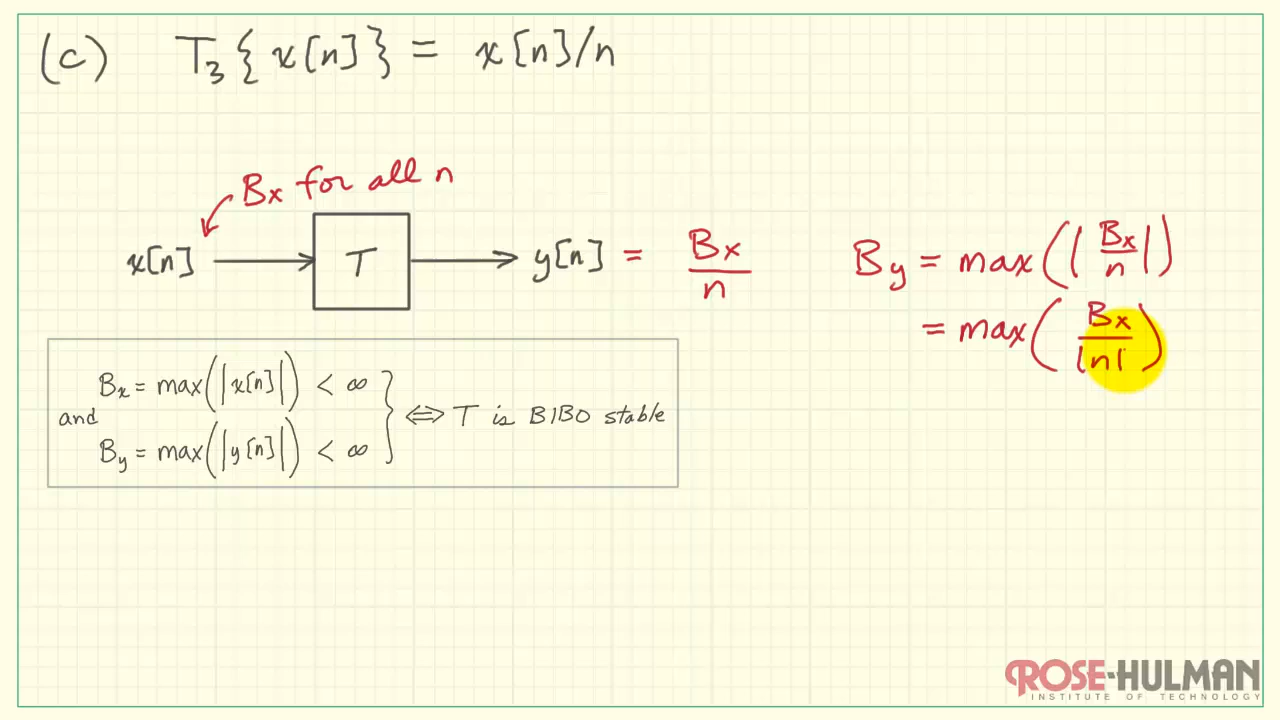 (c) T₃{x[n]} = x[n]/n
Bx for all n
x[n] T y[n] = Bx/n
By = max(|Bx/n|)
= max(Bx/|n|)
Bx = max(|x[n]|) < ∞
and
By = max(|y[n]|) < ∞
⇔ T is BIBO stable
ROSE-HULMAN
INSTITUTE OF TECHNOLOGY